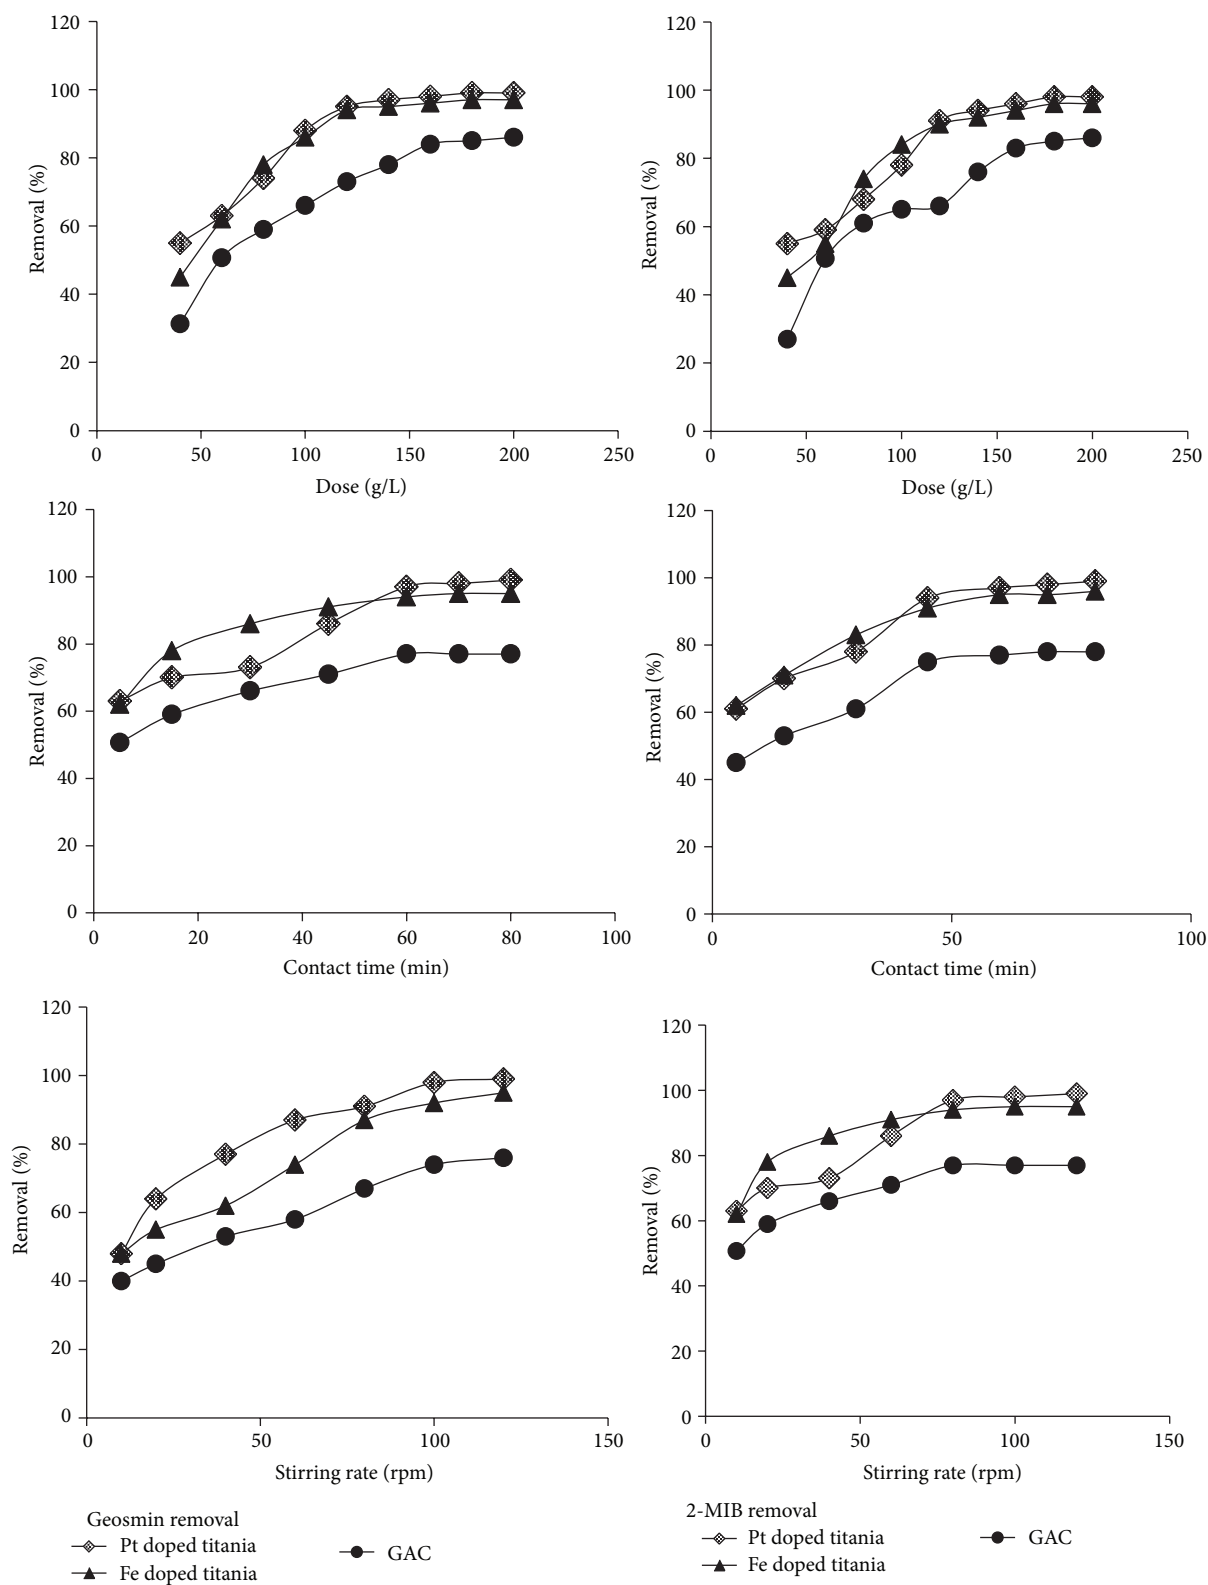 120
100
80
60
40
20
0
Removal (%)
0 50 100 150 200 250
Dose (g/L)
120
100
80
60
40
20
0
Removal (%)
0 50 100 150 200 250
Dose (g/L)
120
100
80
60
40
20
0
Removal (%)
0 20 40 60 80 100
Contact time (min)
120
100
80
60
40
20
0
Removal (%)
0 50 100
Contact time (min)
120
100
80
60
40
20
0
Removal (%)
0 50 100 150
Stirring rate (rpm)
120
100
80
60
40
20
0
Removal (%)
0 50 100 150
Stirring rate (rpm)
Geosmin removal
Pt doped titania
Fe doped titania
GAC
2-MIB removal
Pt doped titania
Fe doped titania
GAC